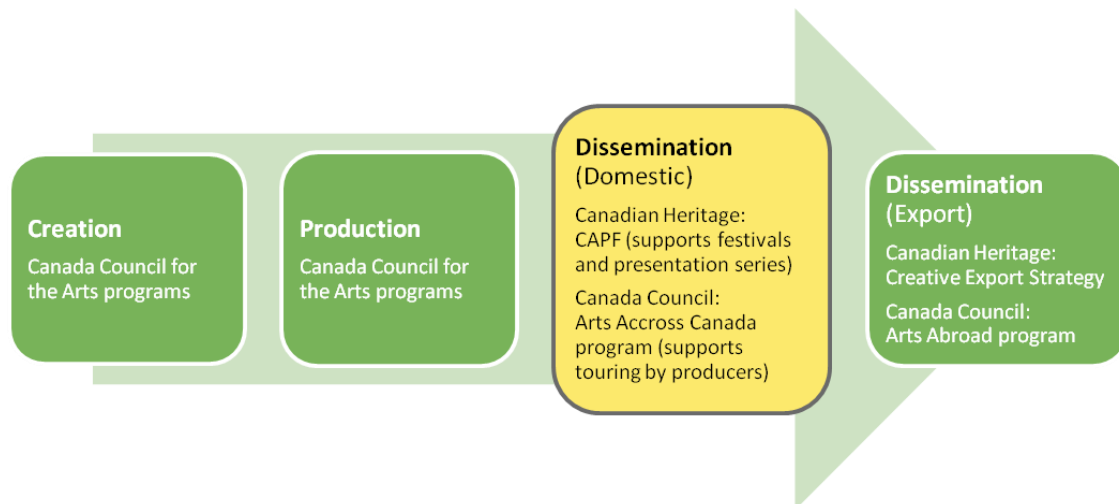 Creation
Canada Council for
the Arts programs
Production
Canada Council for
the Arts programs
Dissemination
(Domestic)
Canadian Heritage:
CAPF (supports festivals
and presentation series)
Canada Council:
Arts Accross Canada
program (supports
touring by producers)
Dissemination
(Export)
Canadian Heritage:
Creative Export Strategy
Canada Council:
Arts Abroad program